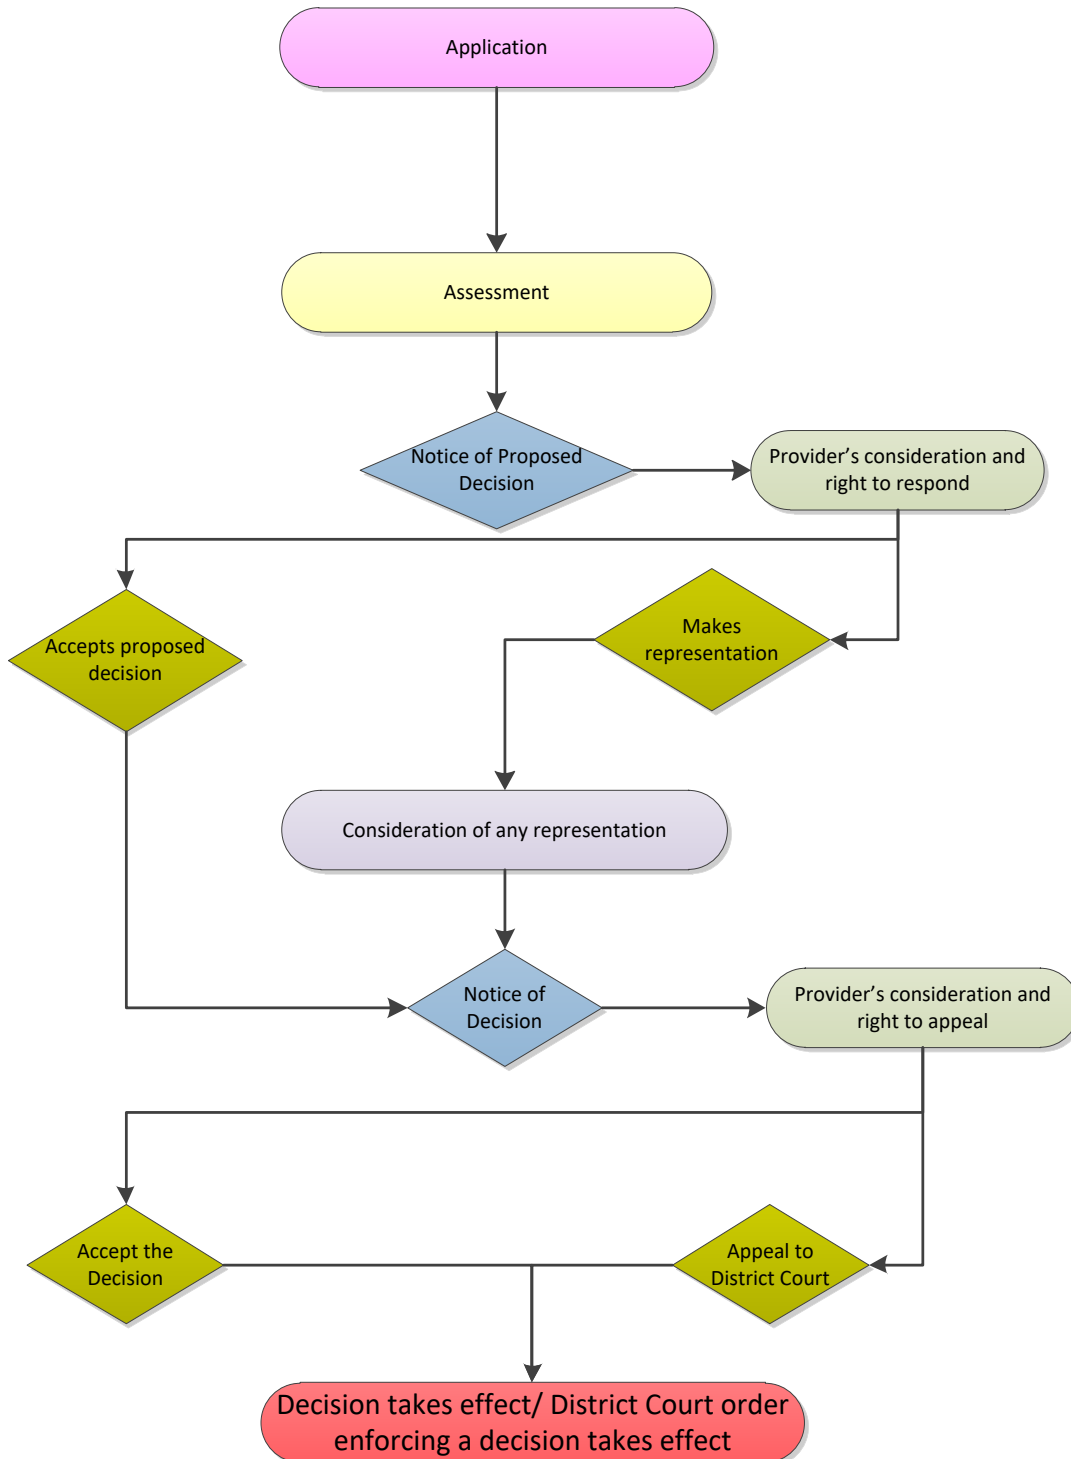 Application
Assessment
Notice of Proposed
Decision
Provider’s consideration and
right to respond
Accepts proposed
decision
Makes
representation
Consideration of any representation
Notice of
Decision
Provider’s consideration and
right to appeal
Accept the
Decision
Appeal to
District Court
Decision takes effect/ District Court order
enforcing a decision takes effect